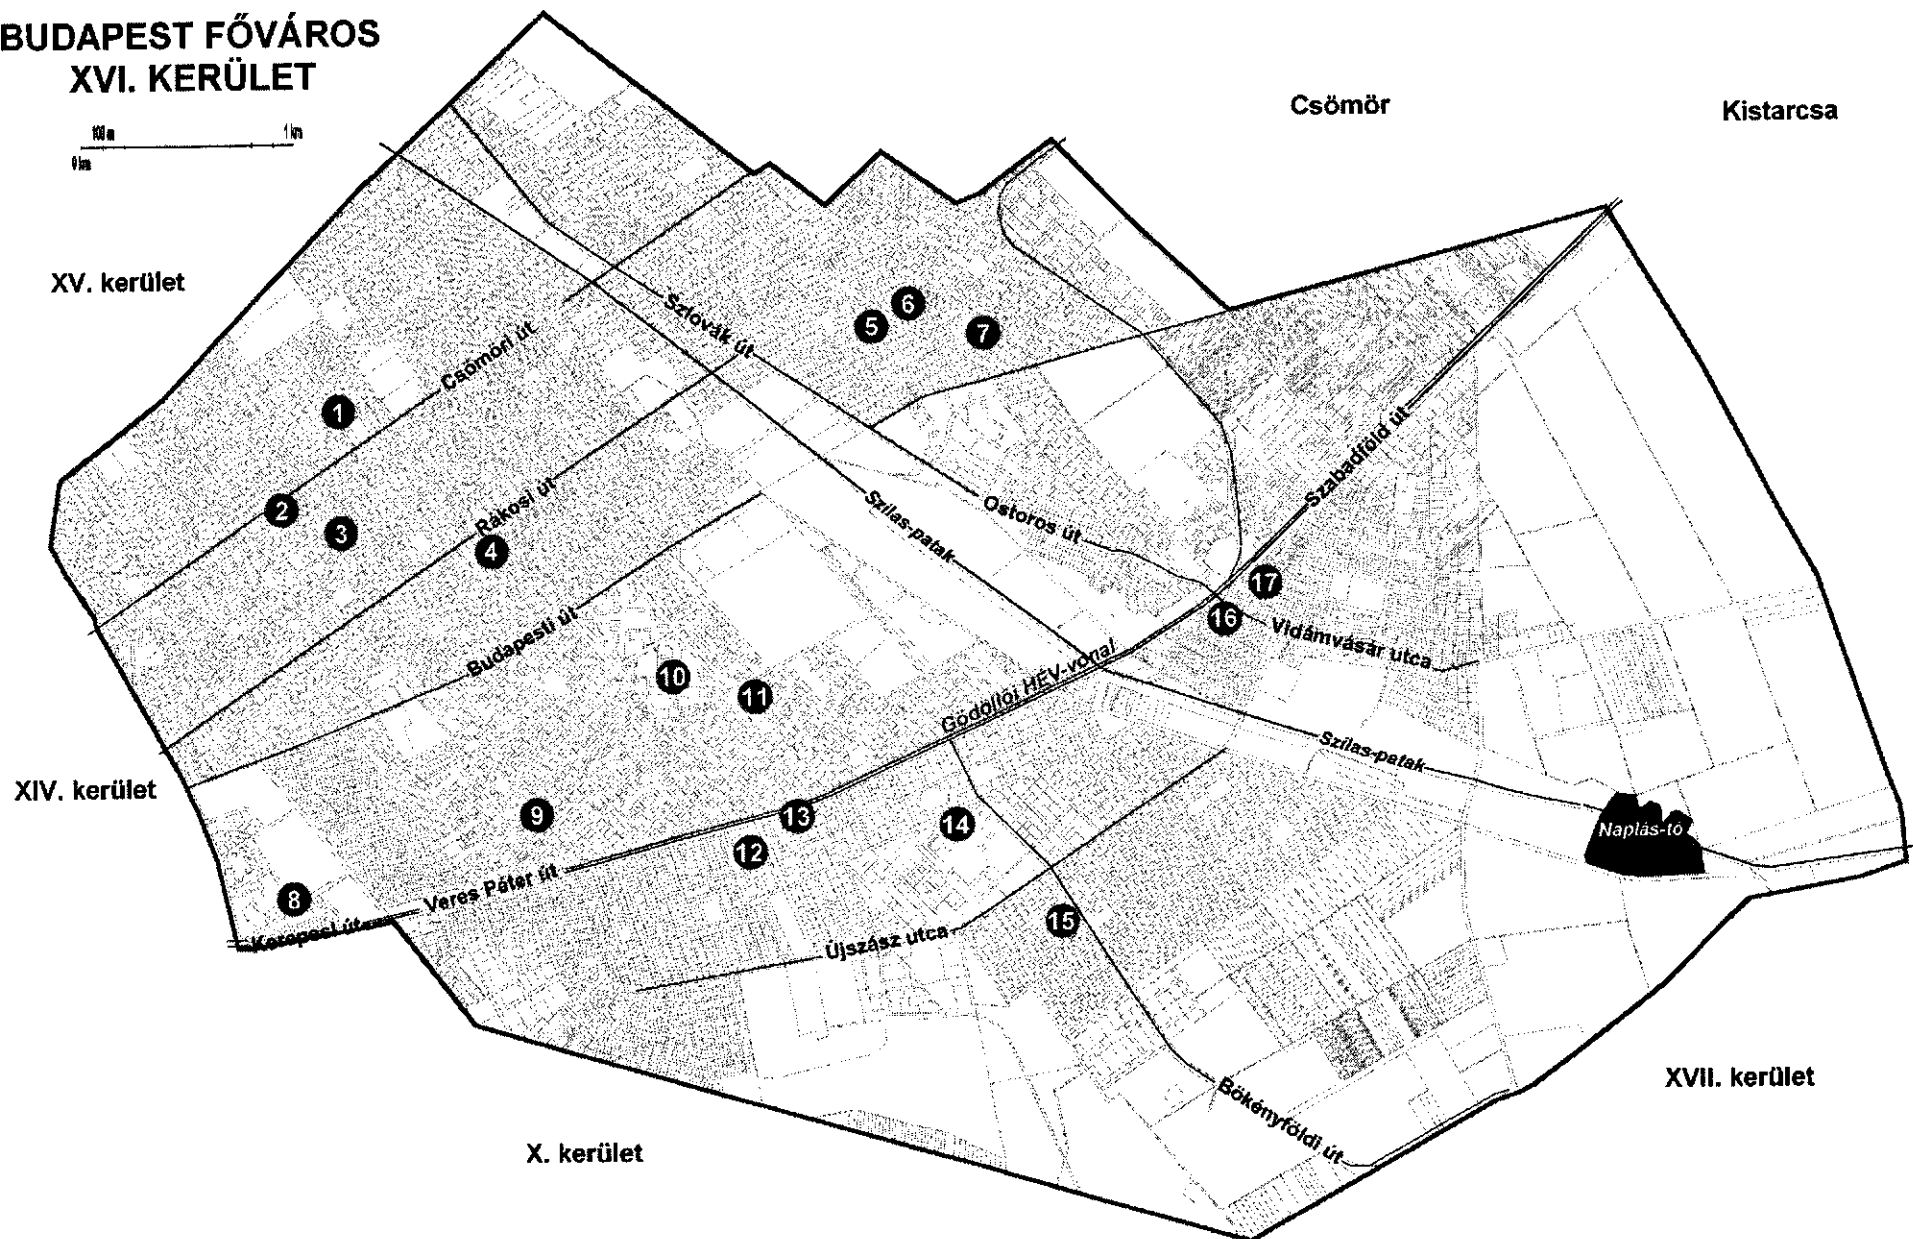 BUDAPEST FŐVÁROS
XVI. KERÜLET
100m
1 km
0 km
Csömör
Kistarcsa
XV. kerület
Szlovák út
Csömöri út
Rákosi út
Budapesti út
Szilas-patak
Ostoros út
Szabadföld út
Vidámvásár utca
Gödöllői HÉV-vonal
Szilas-patak
Naplás-tó
XIV. kerület
Kerepesi út
Veres Péter út
Újszász utca
Bökényföldi út
XVII. kerület
X. kerület
1
2
3
4
5
6
7
8
9
10
11
12
13
14
15
16
17